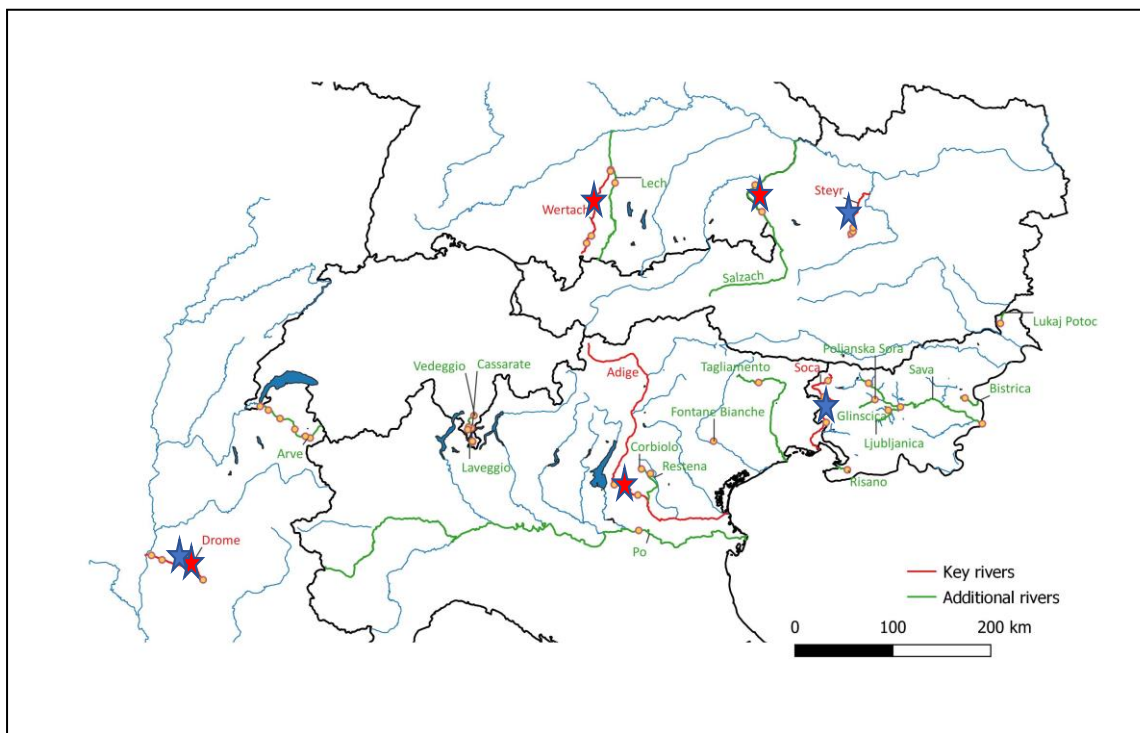 Lech
Wertach
Steyr
Salzach
Lukaj Potoc
Poljanska Sora
Vedeggio
Cassarate
Adige
Tagliamento
Soca
Sava
Bistrica
Fontane Bianche
Glinscica
Arve
Laveggio
Corbiolo
Ljubljanica
Restena
Risano
Drome
Po
Key rivers
Additional rivers
0 100 200 km